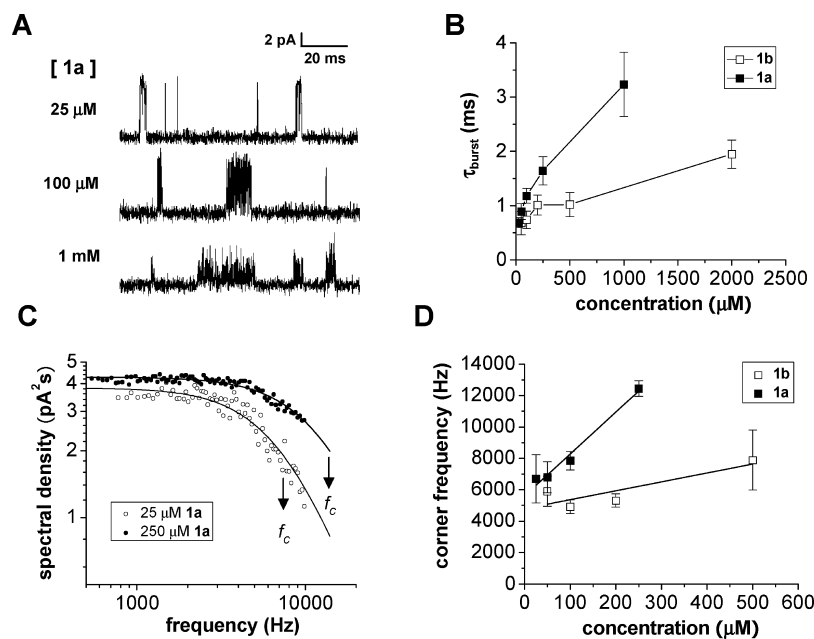 A
2 pA
20 ms
[ 1a ]
25 μM
100 μM
1 mM
B
4
3
2
1
0
τburst (ms)
1b
1a
0 500 1000 1500 2000 2500
concentration (μM)
C
5
4
3
2
1
spectral density (pA²s)
25 μM 1a
250 μM 1a
fc
fc
1000 10000
frequency (Hz)
D
14000
12000
10000
8000
6000
4000
2000
0
corner frequency (Hz)
1b
1a
0 100 200 300 400 500 600
concentration (μM)